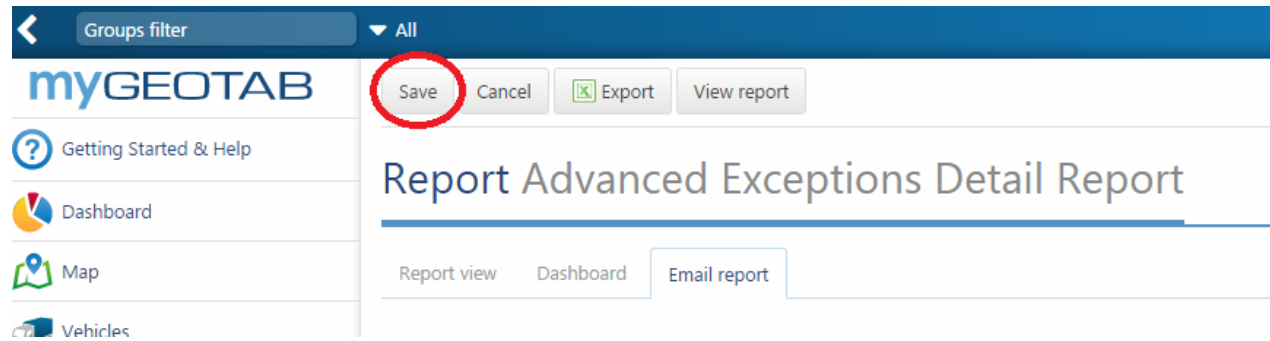 Groups filter All
myGEOTAB
Save Cancel Export View report
Getting Started & Help
Report Advanced Exceptions Detail Report
Dashboard
Map
Report view Dashboard Email report
Vehicles